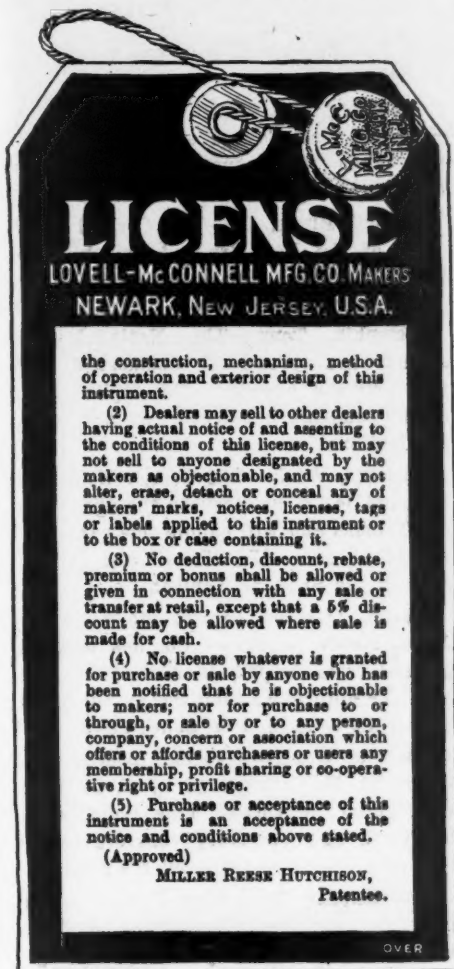 L. McC.
MFG. CO.
NEWARK
N.J.
LICENSE
LOVELL-McCONNELL MFG. CO. MAKERS
NEWARK, NEW JERSEY, U.S.A.
the construction, mechanism, method
of operation and exterior design of this
instrument.
(2) Dealers may sell to other dealers
having actual notice of and assenting to
the conditions of this license, but may
not sell to anyone designated by the
makers as objectionable, and may not
alter, erase, detach or conceal any of
makers' marks, notices, licenses, tags
or labels applied to this instrument or
to the box or case containing it.
(3) No deduction, discount, rebate,
premium or bonus shall be allowed or
given in connection with any sale or
transfer at retail, except that a 5% dis-
count may be allowed where sale is
made for cash.
(4) No license whatever is granted
for purchase or sale by anyone who has
been notified that he is objectionable
to makers; nor for purchase to or
through, or sale by or to any person,
company, concern or association which
offers or affords purchasers or users any
membership, profit sharing or co-opera-
tive right or privilege.
(5) Purchase or acceptance of this
instrument is an acceptance of the
notice and conditions above stated.
(Approved)
MILLER REESE HUTCHISON,
Patentee.
OVER